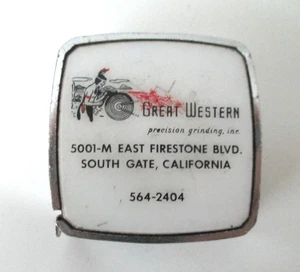 GREAT WESTERN
precision grinding, inc.
5001-M EAST FIRESTONE BLVD.
SOUTH GATE, CALIFORNIA
564-2404